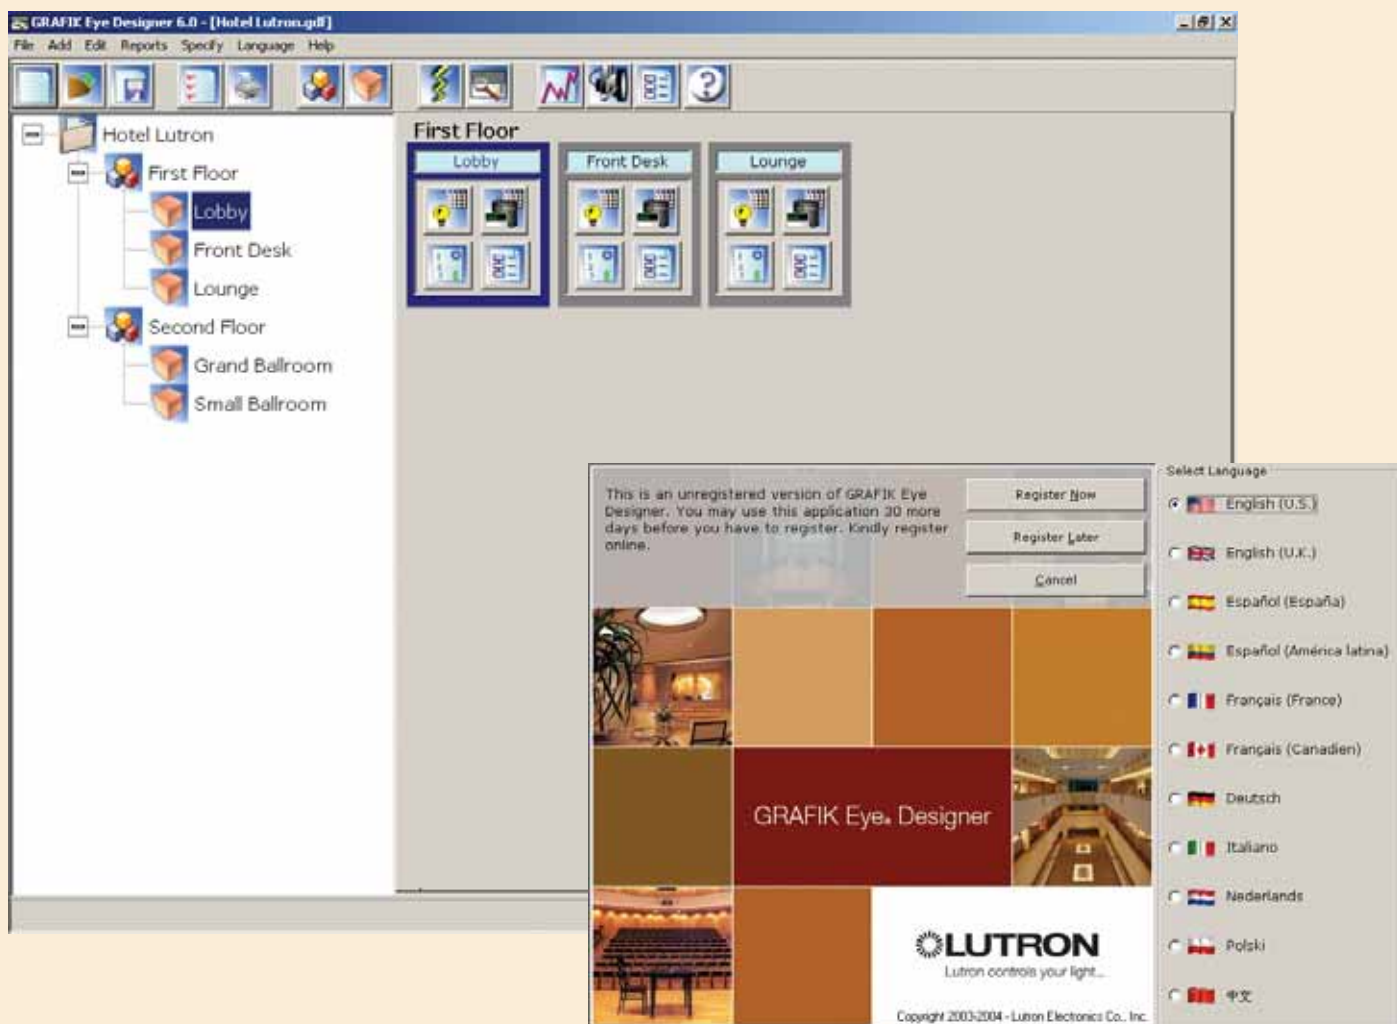 GRAFIK Eye Designer 6.0 - [Hotel Lutron.gdf]
File Add Edit Reports Specify Language Help
Hotel Lutron
First Floor
Lobby
Front Desk
Lounge
Second Floor
Grand Ballroom
Small Ballroom
First Floor
Lobby
Front Desk
Lounge
This is an unregistered version of GRAFIK Eye
Designer. You may use this application 30 more
days before you have to register. Kindly register
online.
Register Now
Register Later
Cancel
GRAFIK Eye® Designer
LUTRON
Lutron controls your light...
Copyright 2003-2004 - Lutron Electronics Co., Inc.
Select Language
English (U.S.)
English (U.K.)
Español (España)
Español (América latina)
Français (France)
Français (Canadien)
Deutsch
Italiano
Nederlands
Polski
中文